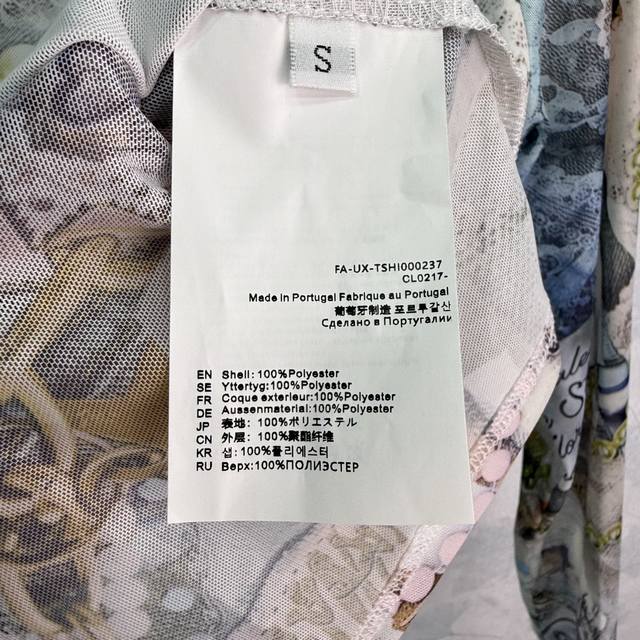 S
FA-UX-TSHI000237
CL0217-
Made in Portugal Fabrique au Portugal
葡萄牙制造 포르투갈산
Сделано в Португалии
EN Shell: 100%Polyester
SE Yttertyg:100%Polyester
FR Coque exterieur:100%Polyester
DE Aussenmaterial:100%Polyester
JP 表地: 100%ポリエステル
CN 外层: 100%聚酯纤维
KR 샵: 100%폴리에스터
RU Верх:100%ПОЛИЭСТЕР